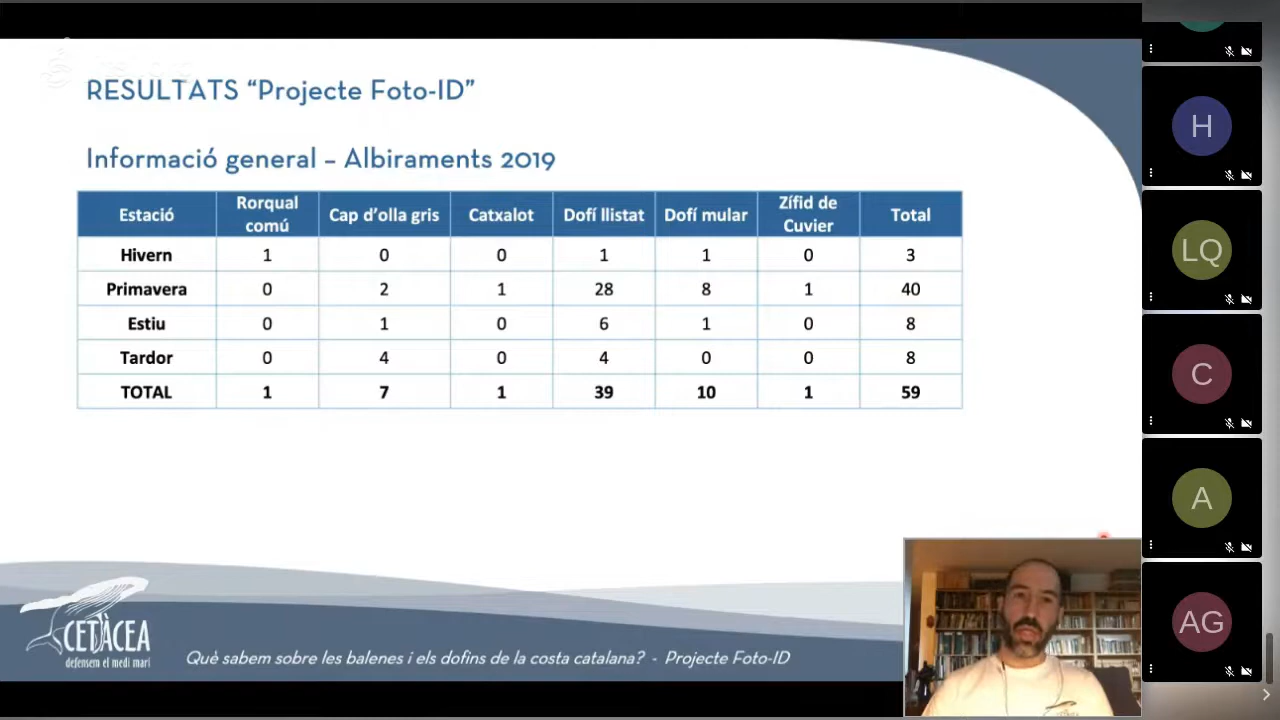 RESULTATS “Projecte Foto-ID”
Informació general – Albiraments 2019
Estació Rorqual comú Cap d’olla gris Catxalot Dofí llistat Dofí mular Zífid de Cuvier Total
Hivern 1 0 0 1 1 0 3
Primavera 0 2 1 28 8 1 40
Estiu 0 1 0 6 1 0 8
Tardor 0 4 0 4 0 0 8
TOTAL 1 7 1 39 10 1 59
CETÀCEA
defensem el medi marí
Què sabem sobre les balenes i els dofins de la costa catalana? - Projecte Foto-ID
H
LQ
C
A
AG